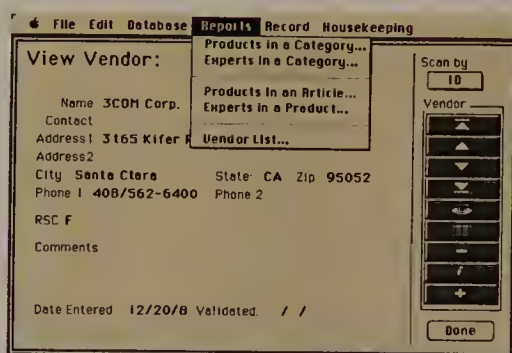 File Edit Database Reports Record Housekeeping
Products in a Category...
Experts in a Category...
Products in an Article...
Experts in a Product...
Vendor List...
View Vendor:
Name 3COM Corp.
Contact
Address1 3165 Kifer
Address2
City Santa Clara State: CA Zip 95052
Phone 1 408/562-6400 Phone 2
RSC F
Comments
Date Entered 12/20/8 Validated. / /
Scan by
ID
Vendor
-
/
+
Done